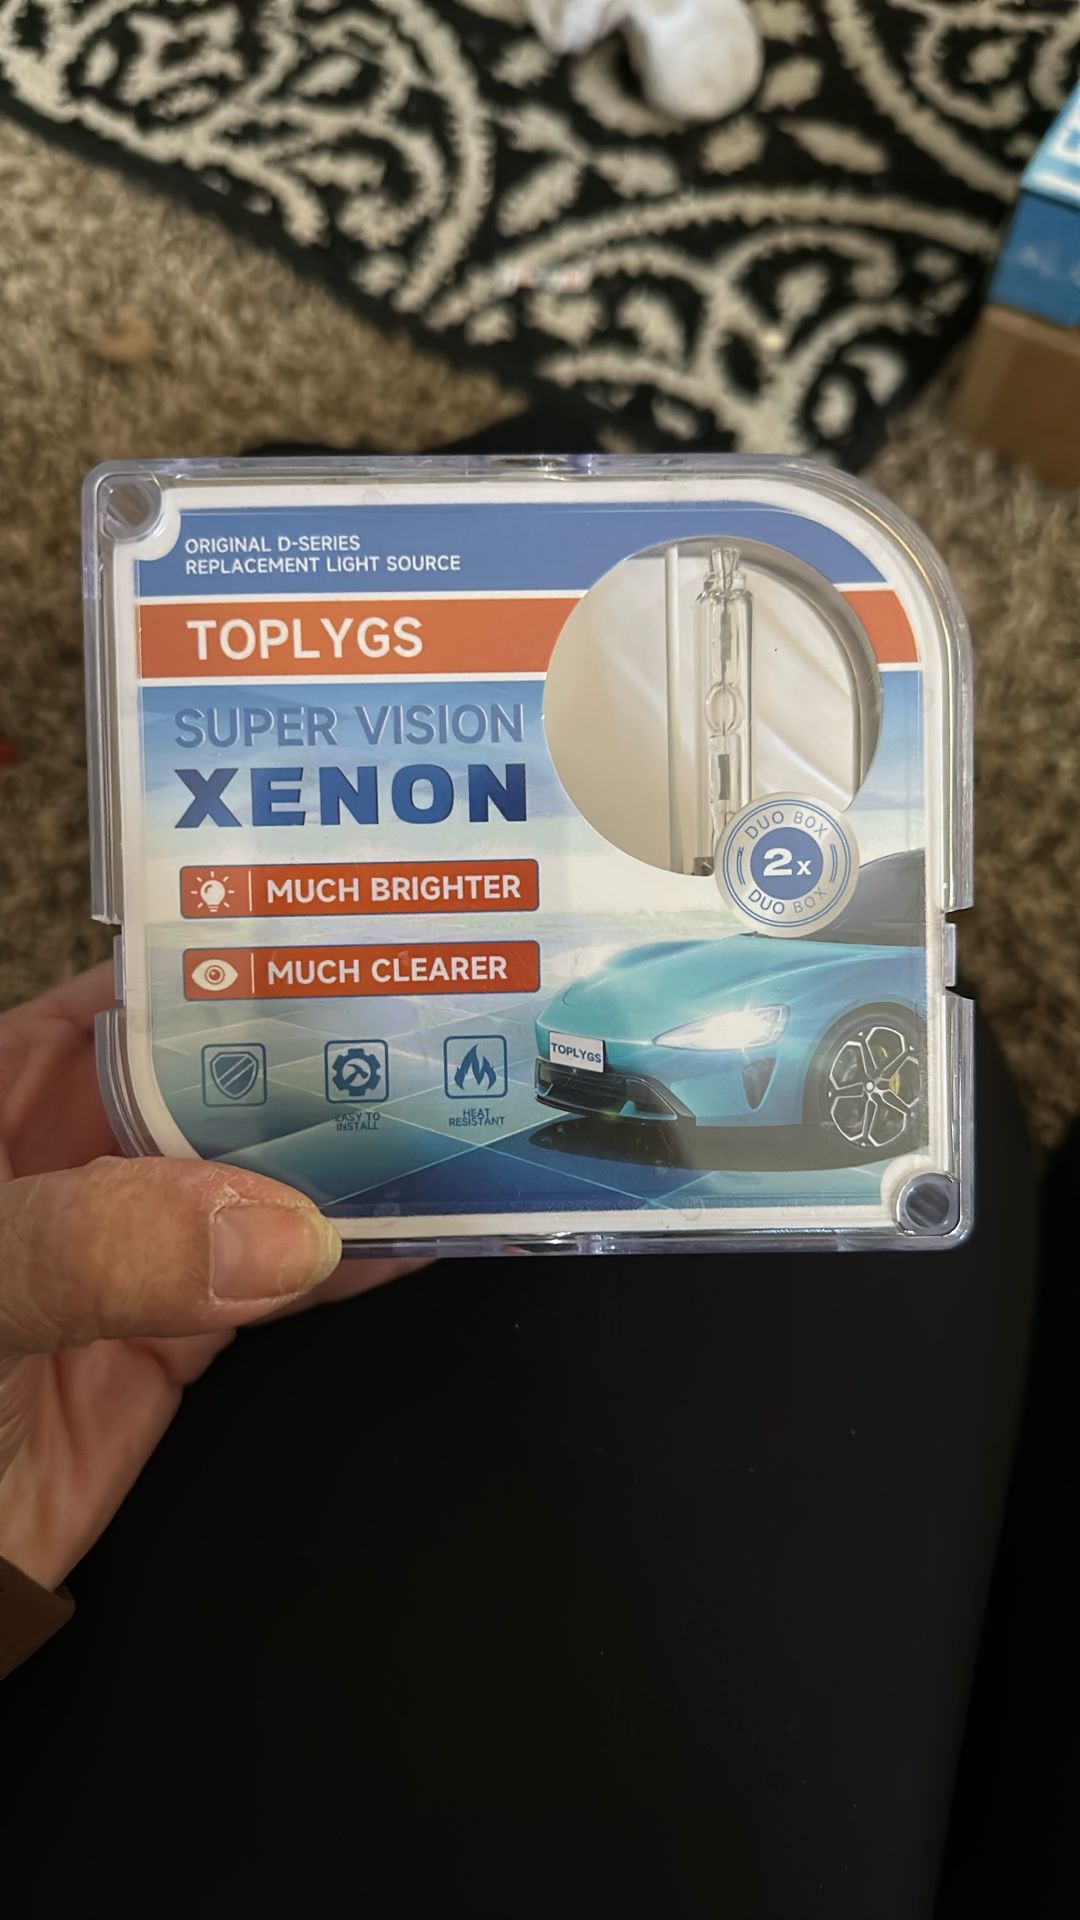 ORIGINAL D-SERIES
REPLACEMENT LIGHT SOURCE
TOPLYGS
SUPER VISION
XENON
DUO BOX
2x
DUO BOX
MUCH BRIGHTER
MUCH CLEARER
TOPLYGS
EASY TO
INSTALL
HEAT
RESISTANT